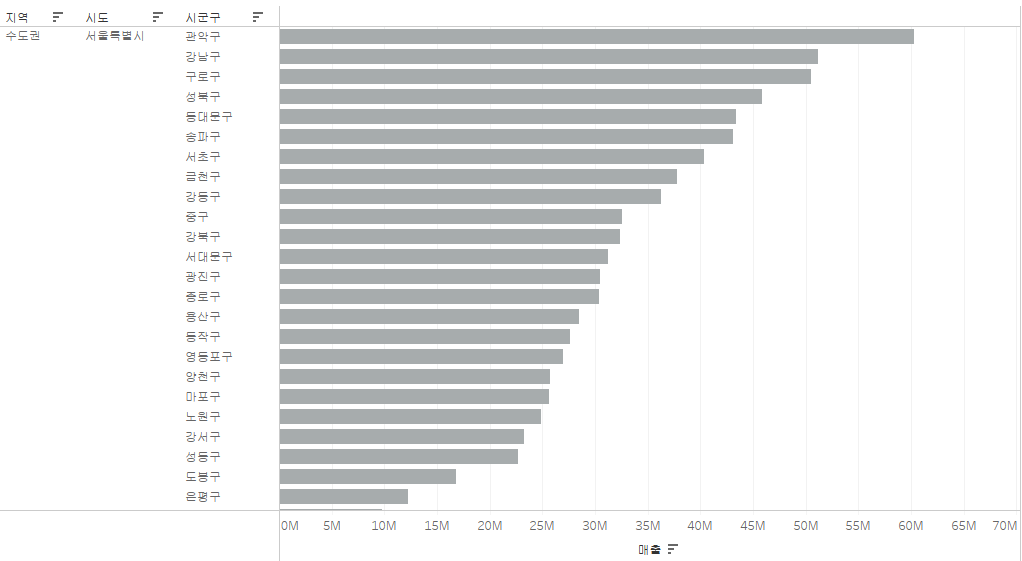 지역 시도 시군구
수도권 서울특별시 관악구
강남구
구로구
성북구
동대문구
송파구
서초구
금천구
강동구
중구
강북구
서대문구
광진구
종로구
용산구
동작구
영등포구
양천구
마포구
노원구
강서구
성동구
도봉구
은평구
0M 5M 10M 15M 20M 25M 30M 35M 40M 45M 50M 55M 60M 65M 70M
매출